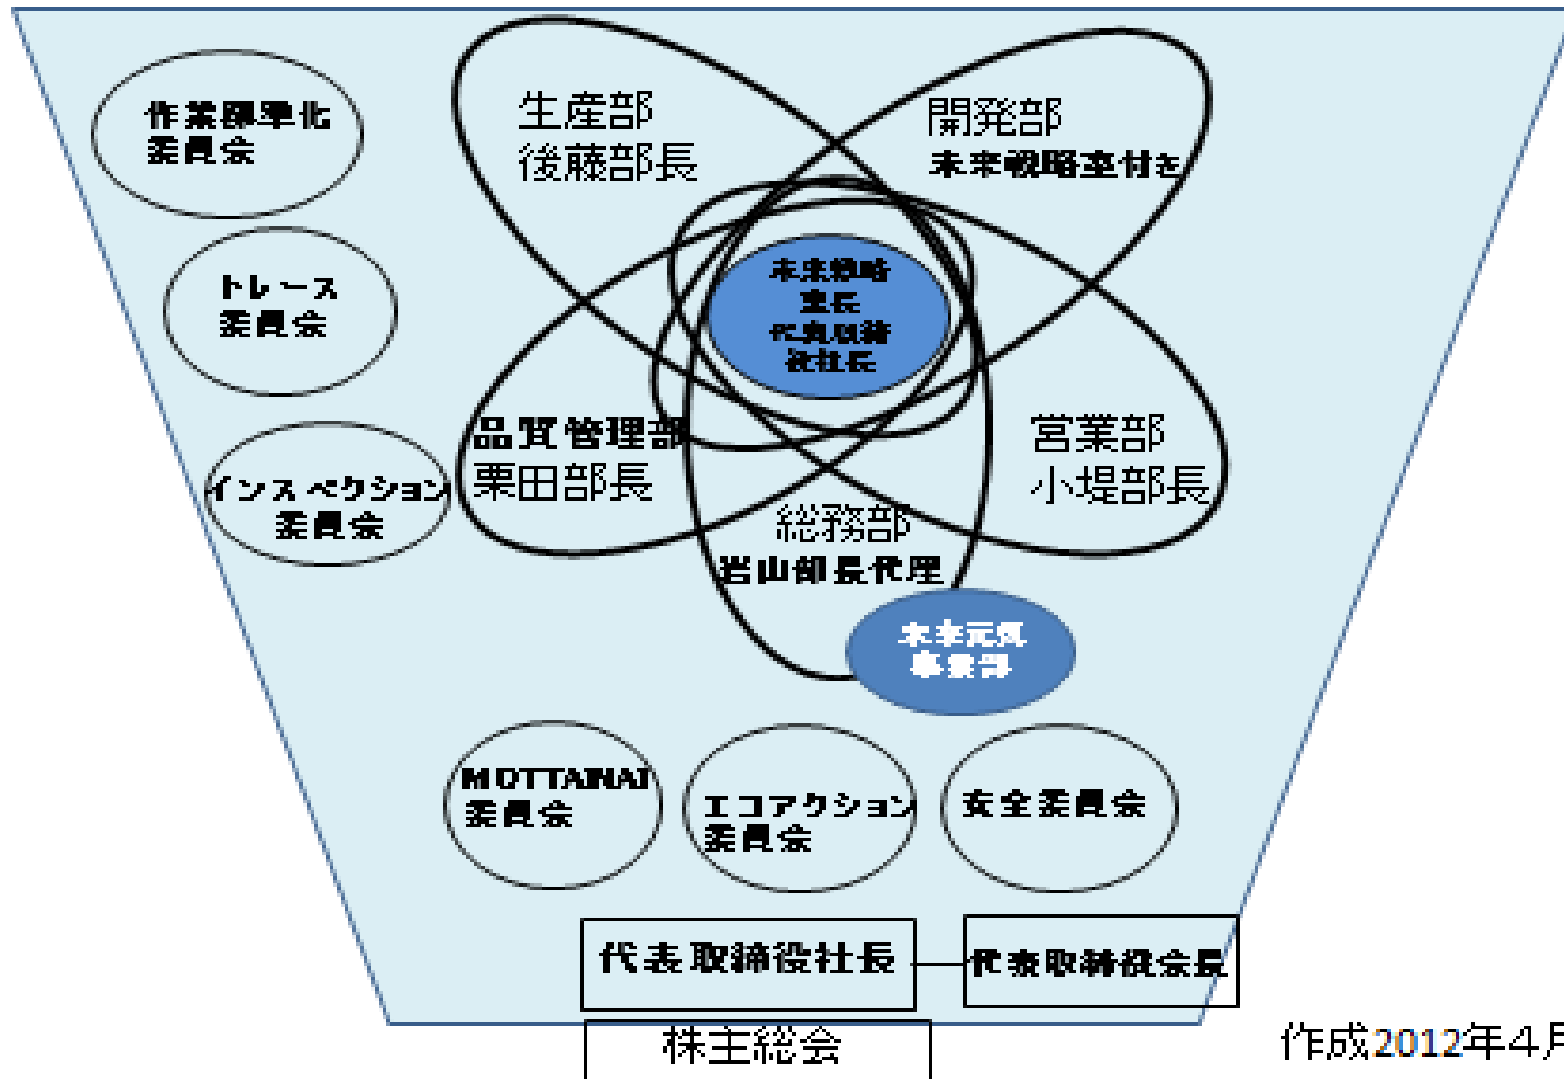 作業標準化
委員会
生産部
後藤部長
開発部
未来戦略室付き
トレース
委員会
未来戦略
室長
代表取締
役社長
インスペクション
委員会
品質管理部
栗田部長
営業部
小堤部長
総務部
岩山部長代理
未来元気
事業部
MOTTAINAI
委員会
エコアクション
委員会
安全委員会
代表取締役社長
代表取締役会長
株主総会
作成2012年4月